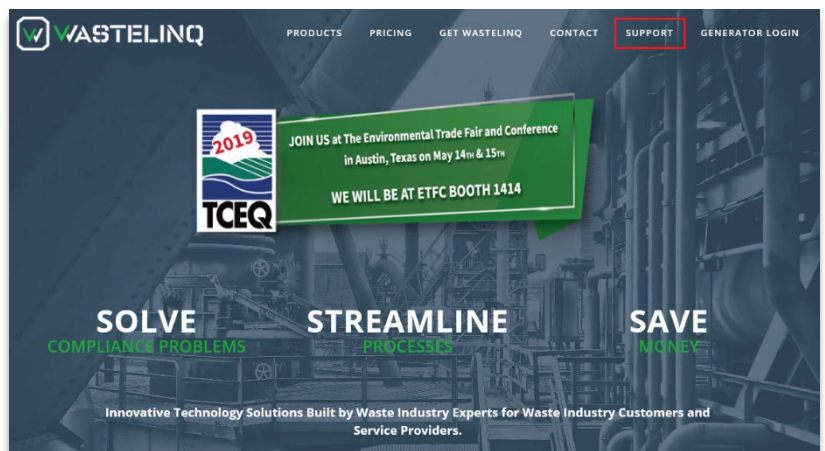 WASTELINQ
PRODUCTS PRICING GET WASTELINQ CONTACT SUPPORT GENERATOR LOGIN
2019
TCEQ
JOIN US at The Environmental Trade Fair and Conference
in Austin, Texas on May 14TH & 15TH
WE WILL BE AT ETFC BOOTH 1414
SOLVE
COMPLIANCE PROBLEMS
STREAMLINE
PROCESSES
SAVE
MONEY
Innovative Technology Solutions Built by Waste Industry Experts for Waste Industry Customers and
Service Providers.